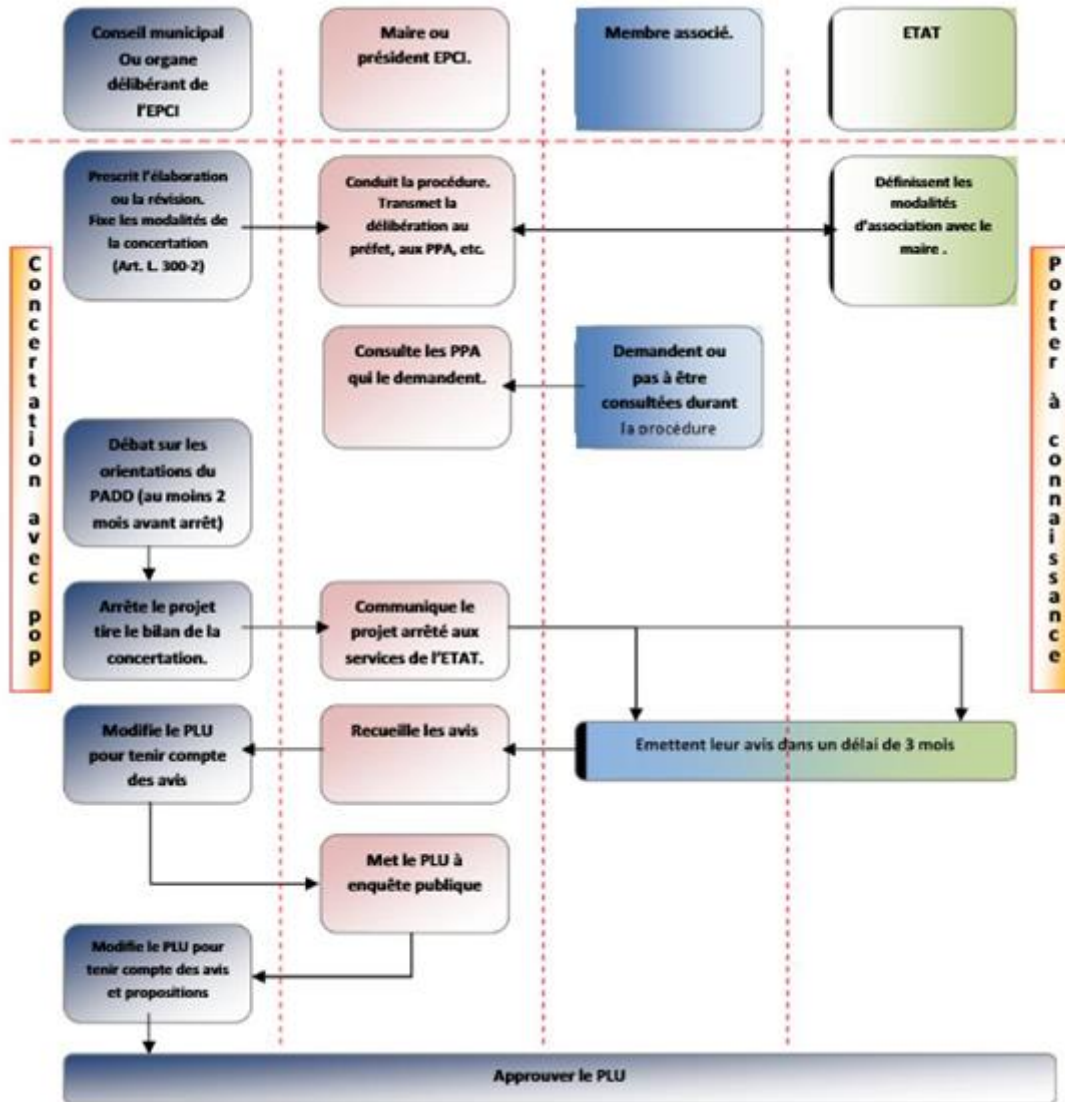 Conseil municipal
Ou organe
délibérant de
l'EPCI
Maire ou
président EPCI.
Membre associé.
ETAT
Prescrit l'élaboration
ou la révision.
Fixe les modalités de
la concertation
(Art. L. 300-2)
Conduit la procédure.
Transmet la
délibération au
préfet, aux PPA, etc.
Définissent les
modalités
d'association avec le
maire .
Concertation avec pop
Porter à connaissance
Consulte les PPA
qui le demandent.
Demandent ou
pas à être
consultées durant
la procédure
Débat sur les
orientations du
PADD (au moins 2
mois avant arrêt)
Arrête le projet
tire le bilan de la
concertation.
Communique le
projet arrêté aux
services de l'ETAT.
Modifie le PLU
pour tenir compte
des avis
Recueille les avis
Emettent leur avis dans un délai de 3 mois
Met le PLU à
enquête publique
Modifie le PLU pour
tenir compte des avis
et propositions
Approuver le PLU